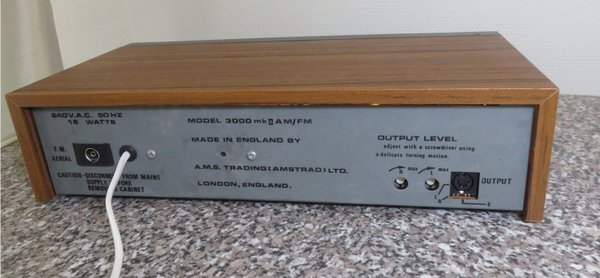 240V.A.C. 50HZ
15 WATTS
MODEL 3000 mkII AM/FM
F.M.
AERIAL
MADE IN ENGLAND BY
A.M.S. TRADING (AMSTRAD) LTD.
LONDON, ENGLAND.
CAUTION-DISCONNECT FROM MAINS
SUPPLY BEFORE
REMOVING CABINET
OUTPUT LEVEL
adjust with a screwdriver using
a delicate turning motion.
R max L max
OUTPUT
L
R
E